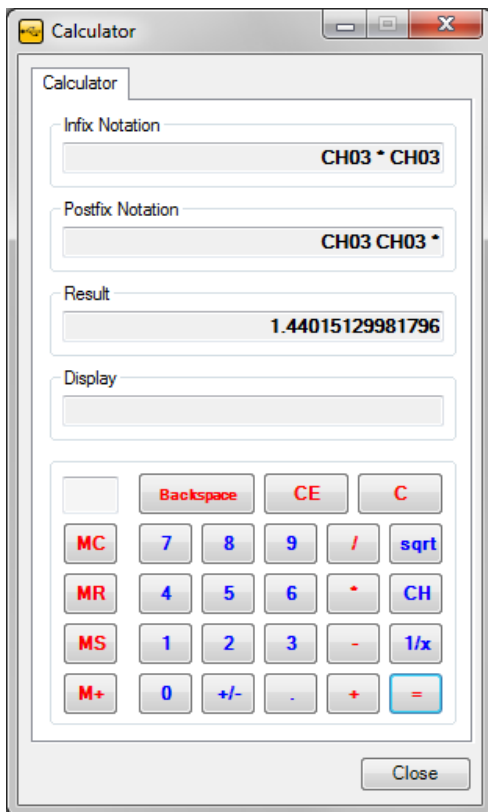 Calculator
Calculator
Infix Notation
CH03 * CH03
Postfix Notation
CH03 CH03 *
Result
1.44015129981796
Display
Backspace CE C
MC 7 8 9 / sqrt
MR 4 5 6 * CH
MS 1 2 3 - 1/x
M+ 0 +/- . + =
Close